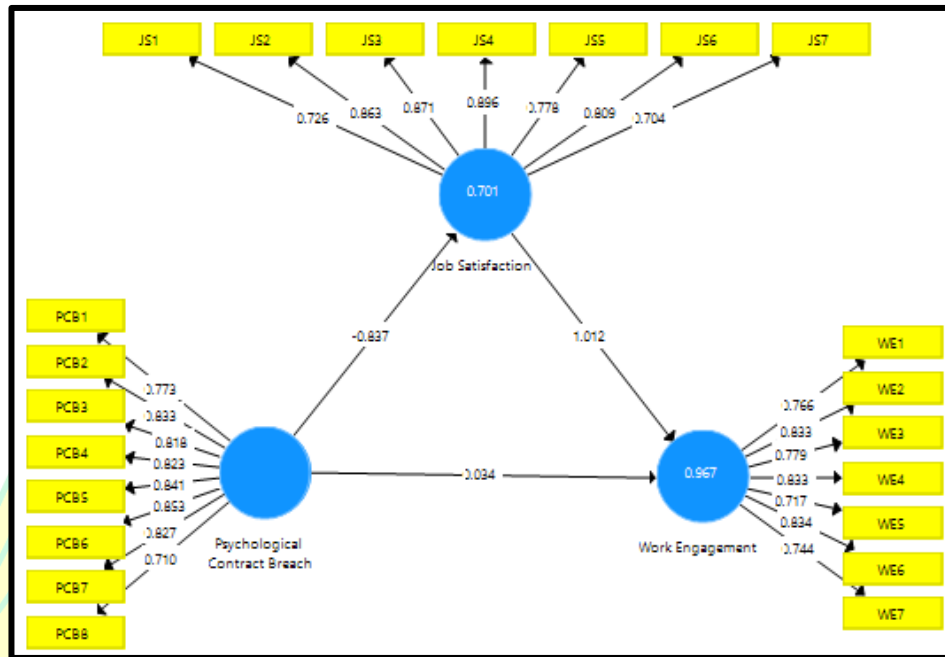 JS1 JS2 JS3 JS4 JS5 JS6 JS7
0.726 0.863 0.871 0.896 0.778 0.809 0.704
0.701
Job Satisfaction
-0.837
1.012
PCB1
PCB2
PCB3
PCB4
PCB5
PCB6
PCB7
PCB8
0.773
0.833
0.818
0.823
0.841
0.853
0.827
0.710
Psychological
Contract Breach
0.034
0.967
Work Engagement
0.766
0.833
0.779
0.833
0.717
0.834
0.744
WE1
WE2
WE3
WE4
WE5
WE6
WE7